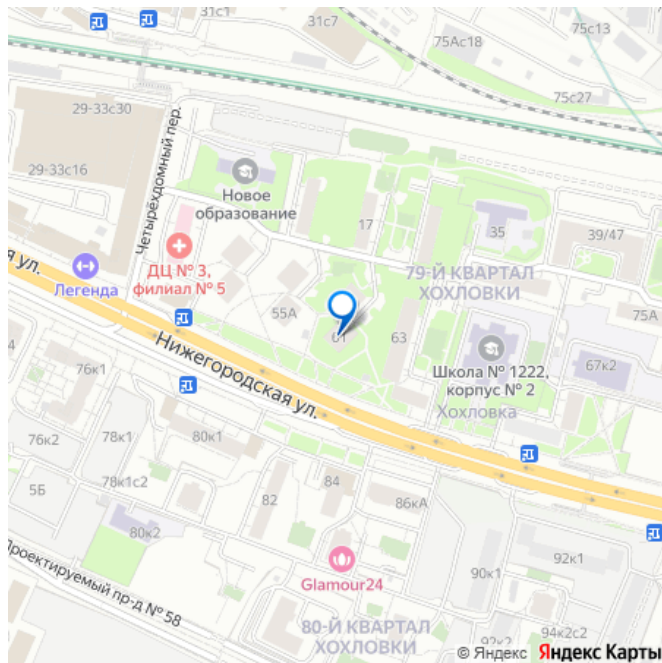 31с1
31с7
75Ас18
75с13
75с27
29-33с30
29-33с16
Четырёхдомный пер.
Новое
образование
17
35
39/47
ДЦ № 3,
филиал № 5
Легенда
я ул.
79-Й КВАРТАЛ
ХОХЛОВКИ
55А
61
63
75А
Нижегородская ул.
Школа № 1222,
корпус № 2
67к2
Хохловка
76к1
76к2
78к1
80к1
5Б
78к1с2
82
84
86кА
80к2
Glamour24
92к1
90к1
Проектируемый пр-д № 58
80-Й КВАРТАЛ
ХОХЛОВКИ
92к2
94к2с2
© Яндекс Яндекс Карты